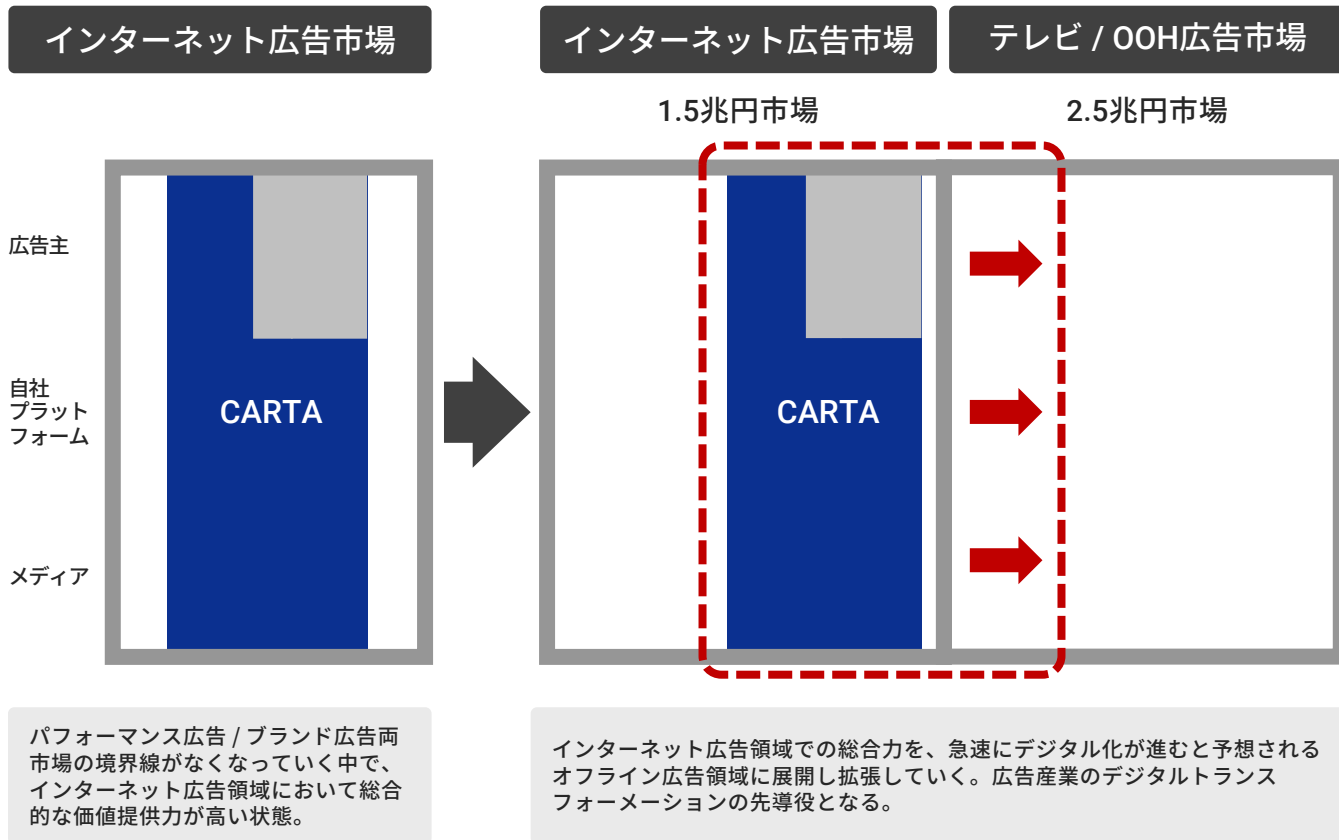 インターネット広告市場
インターネット広告市場
テレビ / OOH広告市場
1.5兆円市場
2.5兆円市場
広告主
自社
プラット
フォーム
メディア
CARTA
CARTA
パフォーマンス広告 / ブランド広告両
市場の境界線がなくなっていく中で、
インターネット広告領域において総合
的な価値提供力が高い状態。
インターネット広告領域での総合力を、急速にデジタル化が進むと予想される
オフライン広告領域に展開し拡張していく。広告産業のデジタルトランス
フォーメーションの先導役となる。